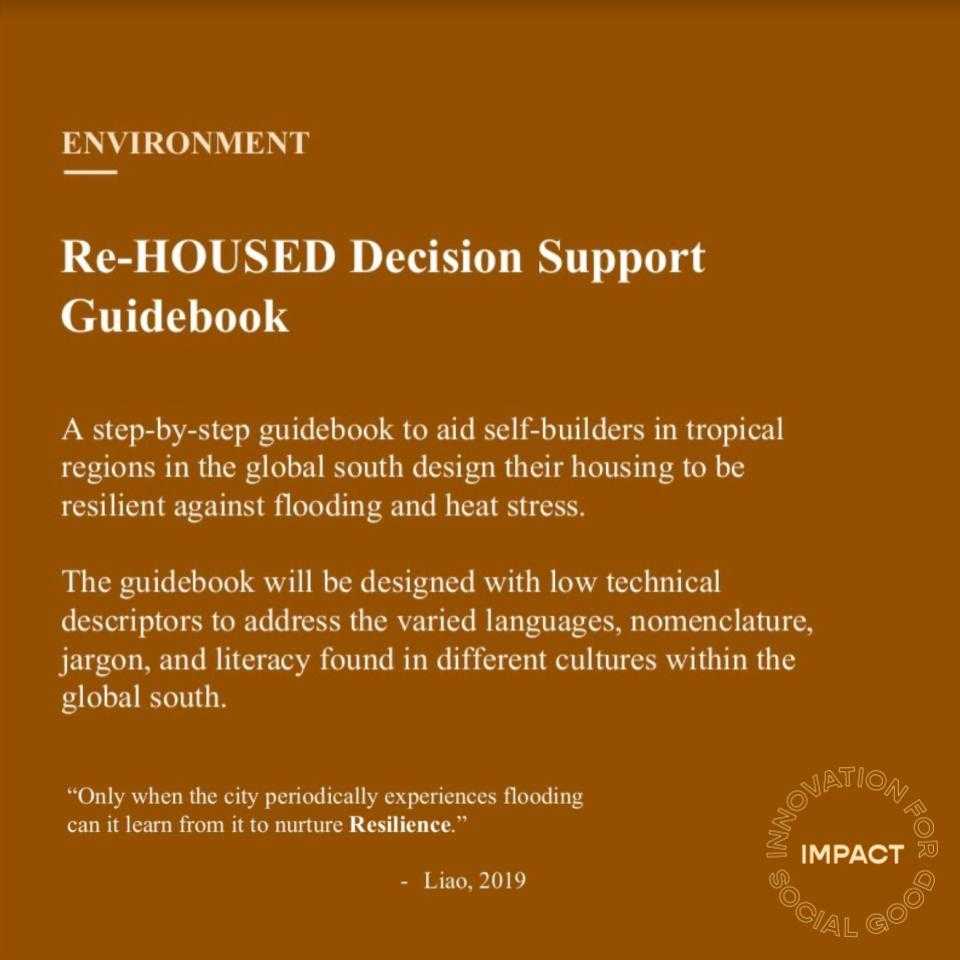 ENVIRONMENT
Re-HOUSED Decision Support
Guidebook
A step-by-step guidebook to aid self-builders in tropical
regions in the global south design their housing to be
resilient against flooding and heat stress.
The guidebook will be designed with low technical
descriptors to address the varied languages, nomenclature,
jargon, and literacy found in different cultures within the
global south.
“Only when the city periodically experiences flooding
can it learn from it to nurture Resilience.”
- Liao, 2019
INNOVATION FOR SOCIAL GOOD
IMPACT